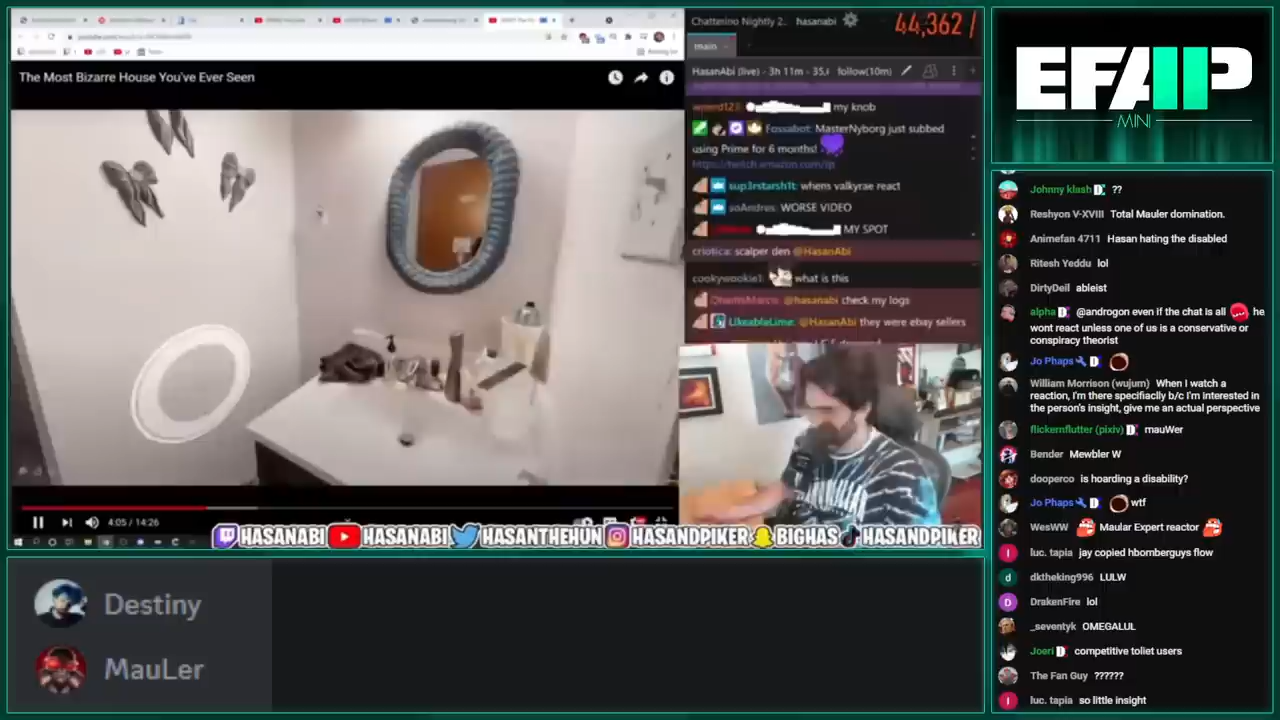 The Most Bizarre House You've Ever Seen
4:05 / 14:26
Chatterino Nightly 2.. hasanabi
44,362 /
main
HasanAbi (live) - 3h 11m - 35,( follow(10m)
my knob
Fossabot: MasterNyborg just subbed
using Prime for 6 months!
sup3rstarsh1t: whens valkyrae react
soAndres: WORSE VIDEO
MY SPOT
criotica: scalper den @HasanAbi
cookywookie1: what is this
@hasanabi check my logs
LikeableLime: @HasanAbi they were ebay sellers
HASANABI HASANABI HASANTHEHUN HASANDPIKER BIGHAS HASANDPIKER
Destiny
MauLer
EFAP
MINI
Johnny klash ??
Reshyon V-XVIII Total Mauler domination.
Animefan 4711 Hasan hating the disabled
Ritesh Yeddu lol
DirtyDeil ableist
alpha @androgon even if the chat is all he
wont react unless one of us is a conservative or
conspiracy theorist
Jo Phaps
William Morrison (wujum) When I watch a
reaction, I'm there specifiaclly b/c I'm interested in
the person's insight, give me an actual perspective
flickernflutter (pixiv) mauWer
Bender Mewbler W
dooperco is hoarding a disability?
Jo Phaps wtf
WesWW Maular Expert reactor
luc. tapia jay copied hbomberguys flow
dktheking996 LULW
DrakenFire lol
_seventyk OMEGALUL
Joeri competitive toliet users
The Fan Guy ??????
luc. tapia so little insight